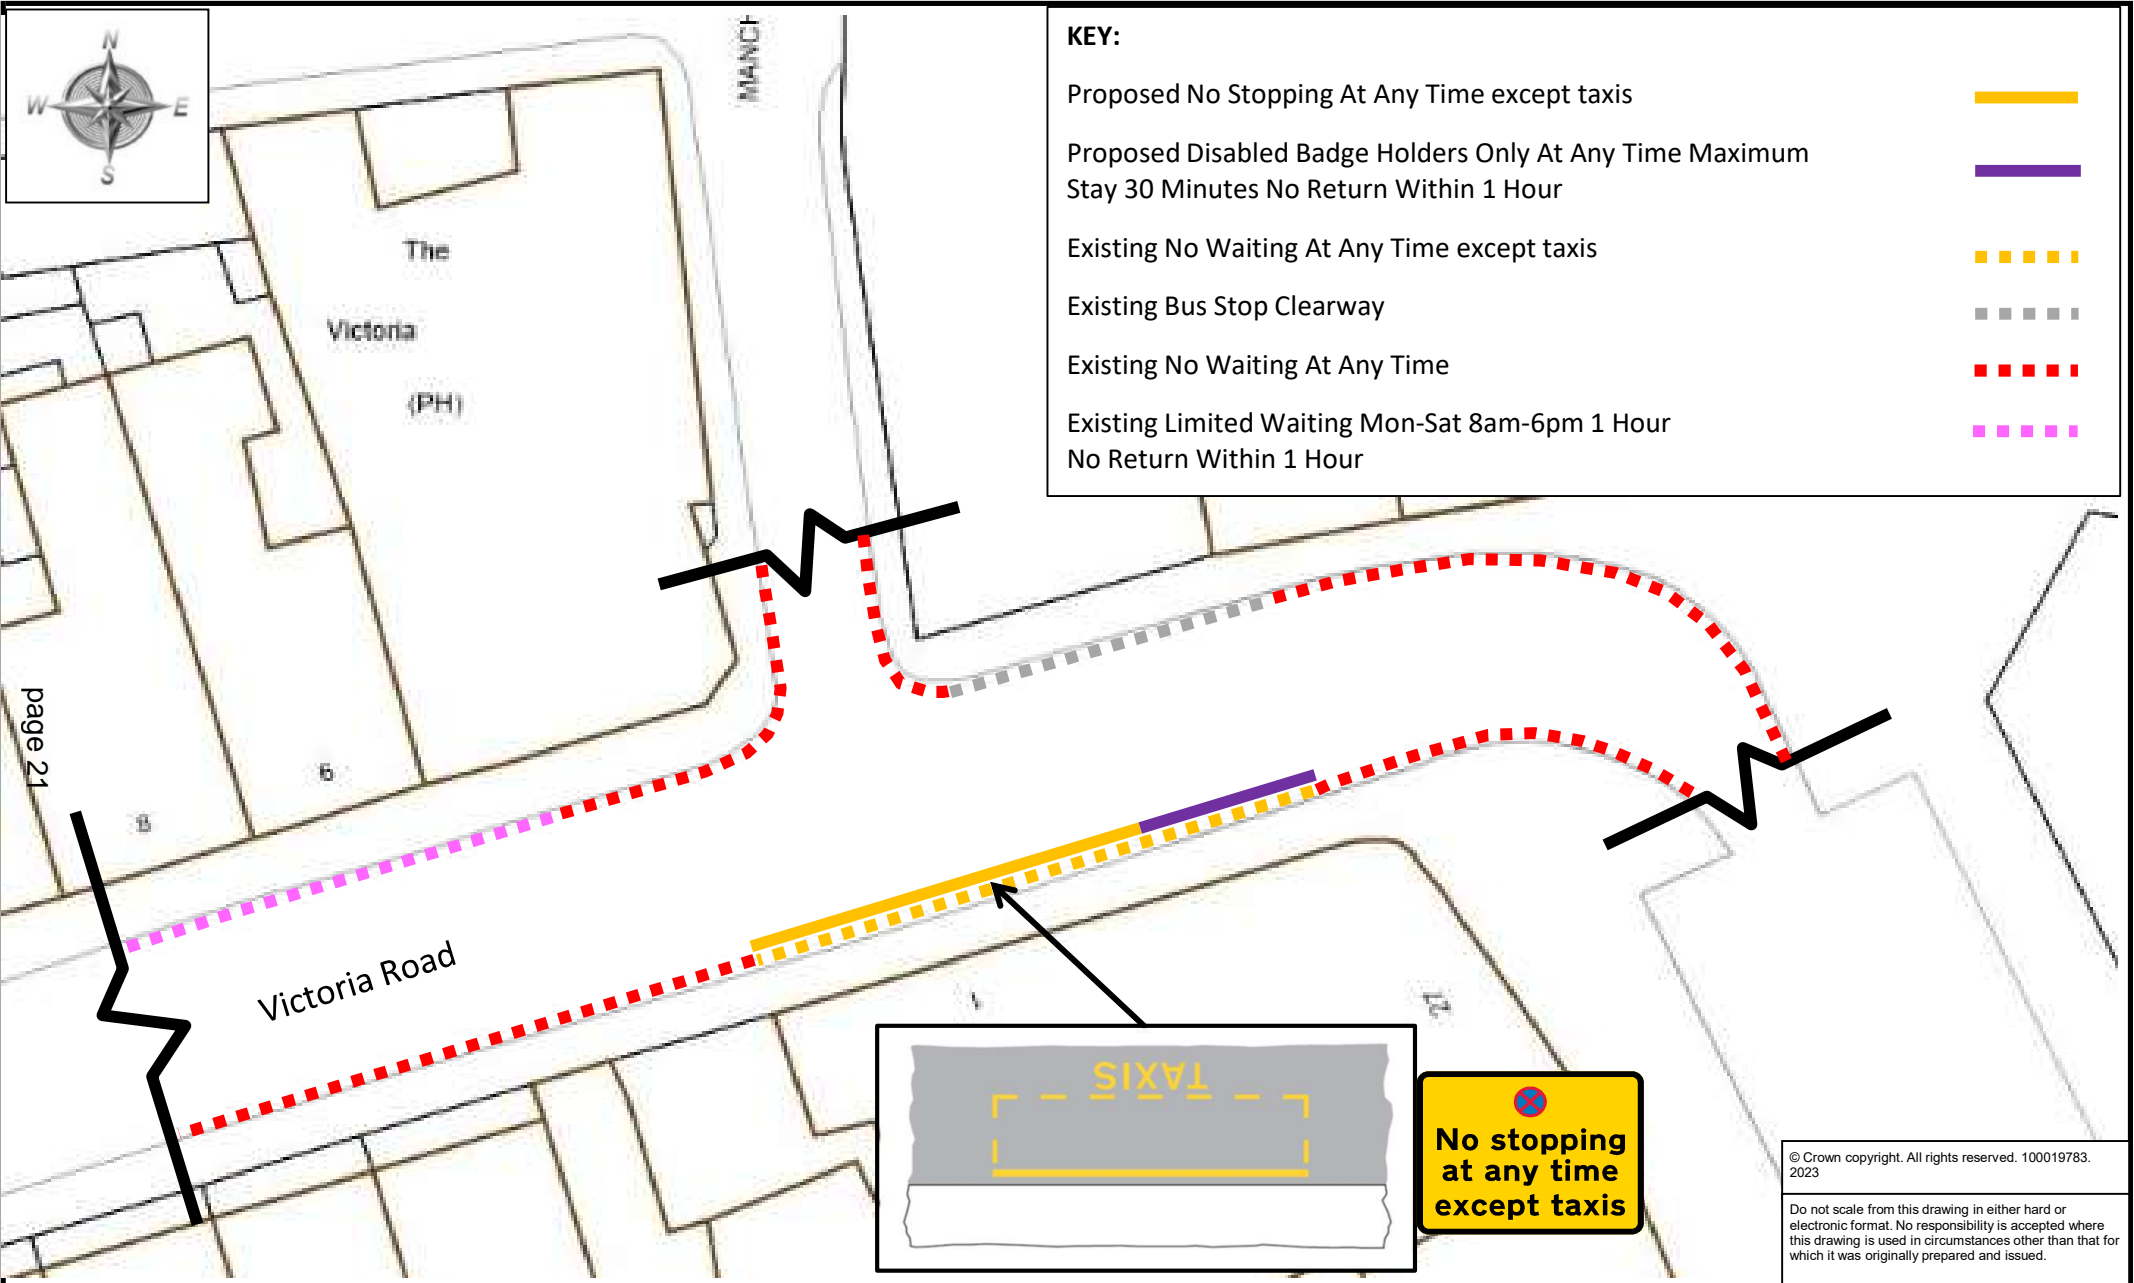 N
W
E
S
MANCH
KEY:
Proposed No Stopping At Any Time except taxis
Proposed Disabled Badge Holders Only At Any Time Maximum
Stay 30 Minutes No Return Within 1 Hour
Existing No Waiting At Any Time except taxis
Existing Bus Stop Clearway
Existing No Waiting At Any Time
Existing Limited Waiting Mon-Sat 8am-6pm 1 Hour
No Return Within 1 Hour
The
Victoria
(PH)
page 21
6
8
Victoria Road
1
27
TAXIS
No stopping
at any time
except taxis
© Crown copyright. All rights reserved. 100019783.
2023
Do not scale from this drawing in either hard or
electronic format. No responsibility is accepted where
this drawing is used in circumstances other than that for
which it was originally prepared and issued.